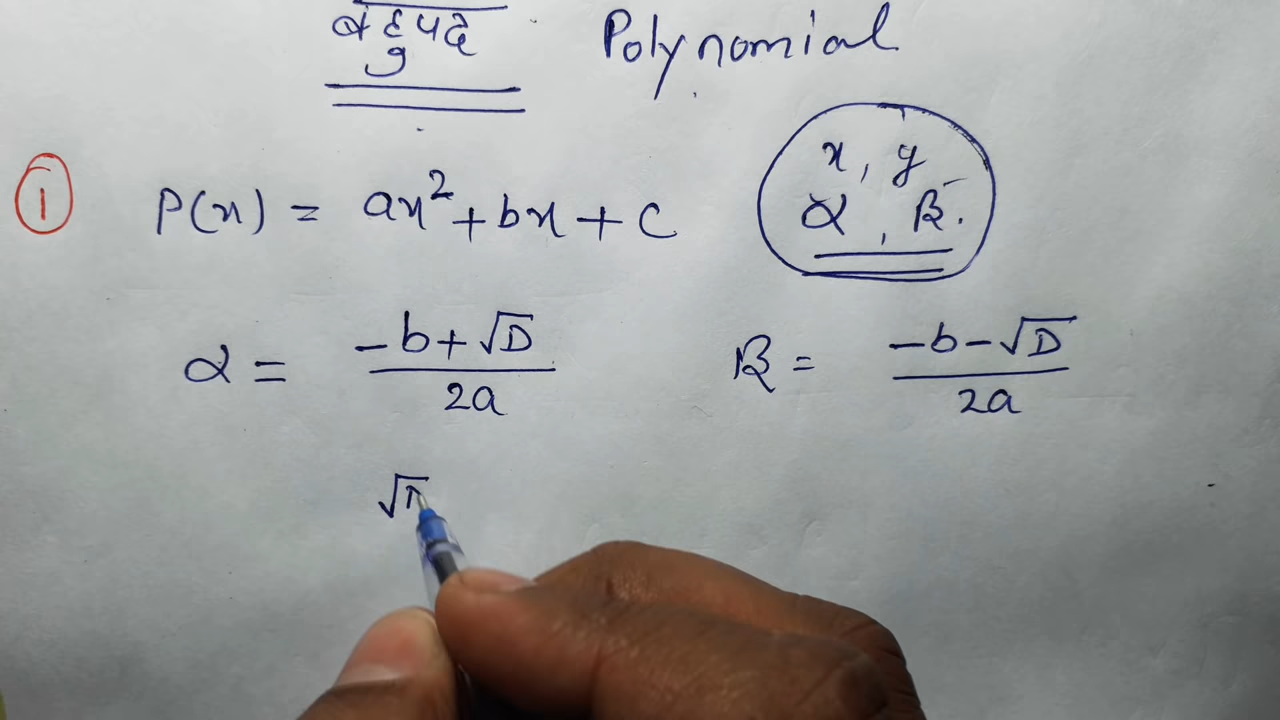 बहुपद Polynomial
① P(x) = ax² + bx + c
x, y
α, β.
α = (-b + √D)/2a β = (-b - √D)/2a
√D